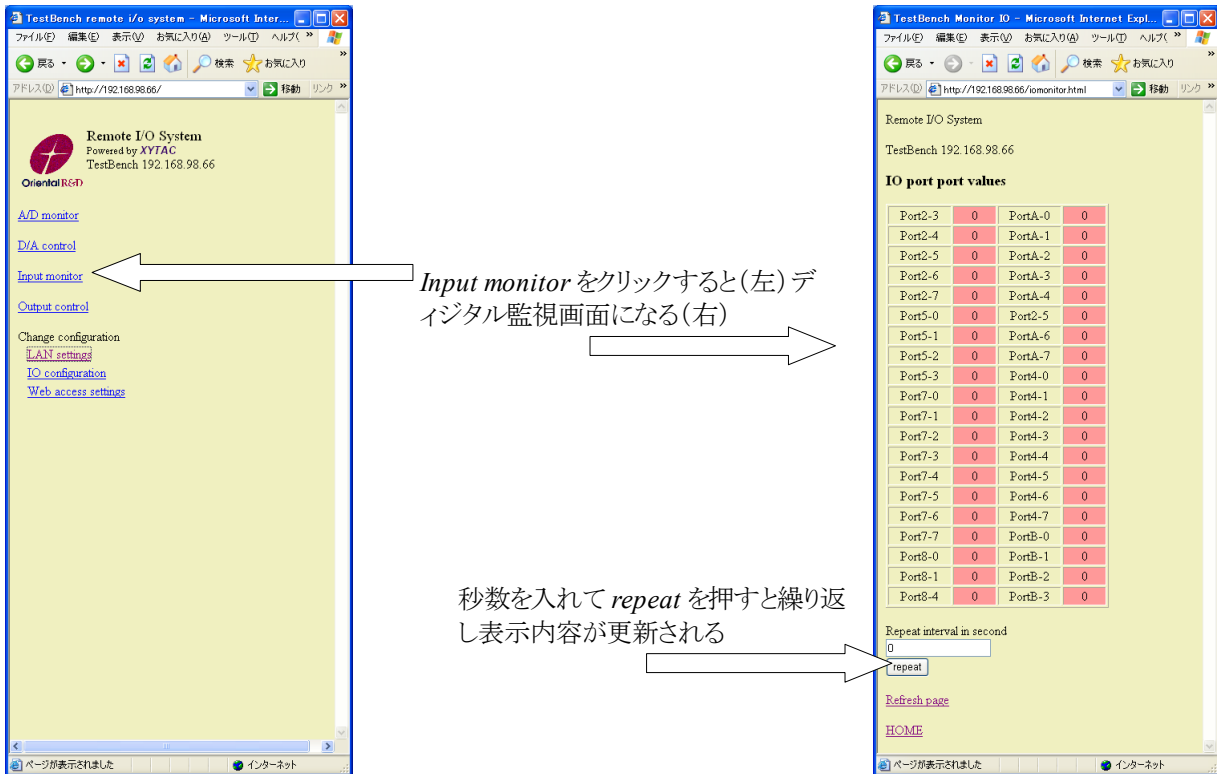 TestBench remote i/o system - Microsoft Inter...
ファイル(F) 編集(E) 表示(V) お気に入り(A) ツール(T) ヘルプ( »
戻る 検索 お気に入り »
アドレス(D) http://192.168.98.66/ 移動 リンク »
Remote I/O System
Powered by XYTAC
TestBench 192.168.98.66
Oriental R&D
A/D monitor
D/A control
Input monitor
Output control
Change configuration
LAN settings
IO configuration
Web access settings
ページが表示されました インターネット
Input monitor をクリックすると(左)デ
ィジタル監視画面になる(右)
秒数を入れて repeat を押すと繰り返
し表示内容が更新される
TestBench Monitor IO - Microsoft Internet Expl...
ファイル(F) 編集(E) 表示(V) お気に入り(A) ツール(T) ヘルプ( »
戻る 検索 お気に入り »
アドレス(D) http://192.168.98.66/iomonitor.html 移動 リンク »
Remote I/O System
TestBench 192.168.98.66
IO port port values
Port2-3 0 PortA-0 0
Port2-4 0 PortA-1 0
Port2-5 0 PortA-2 0
Port2-6 0 PortA-3 0
Port2-7 0 PortA-4 0
Port5-0 0 Port2-5 0
Port5-1 0 PortA-6 0
Port5-2 0 PortA-7 0
Port5-3 0 Port4-0 0
Port7-0 0 Port4-1 0
Port7-1 0 Port4-2 0
Port7-2 0 Port4-3 0
Port7-3 0 Port4-4 0
Port7-4 0 Port4-5 0
Port7-5 0 Port4-6 0
Port7-6 0 Port4-7 0
Port7-7 0 PortB-0 0
Port8-0 0 PortB-1 0
Port8-1 0 PortB-2 0
Port8-4 0 PortB-3 0
Repeat interval in second
0
repeat
Refresh page
HOME
ページが表示されました インターネット